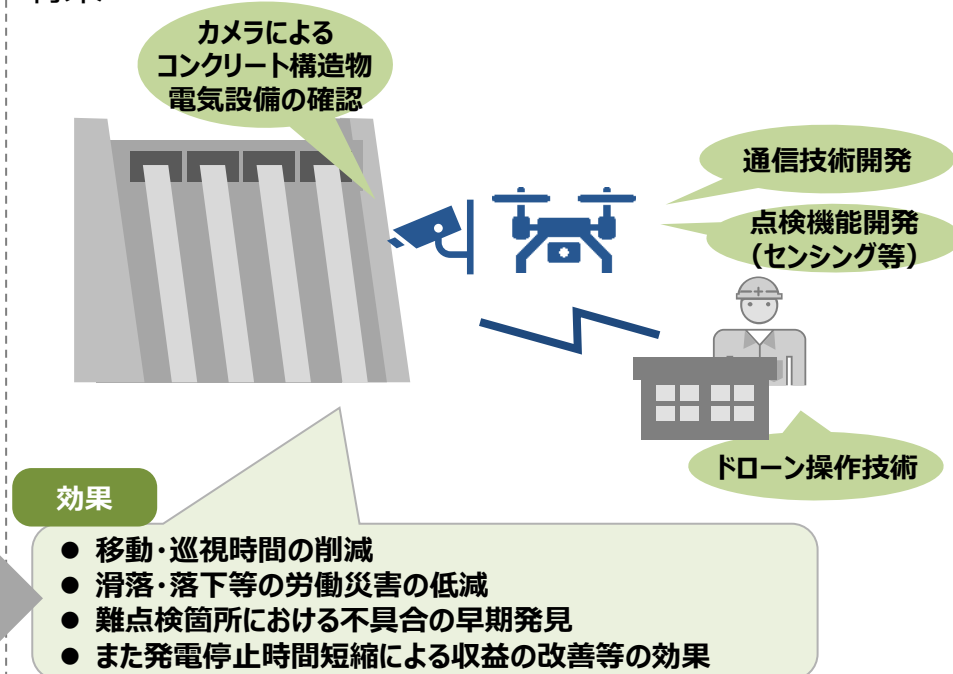 カメラによる
コンクリート構造物
電気設備の確認
通信技術開発
点検機能開発
（センシング等）
ドローン操作技術
効果
● 移動・巡視時間の削減
● 滑落・落下等の労働災害の低減
● 難点検箇所における不具合の早期発見
● また発電停止時間短縮による収益の改善等の効果